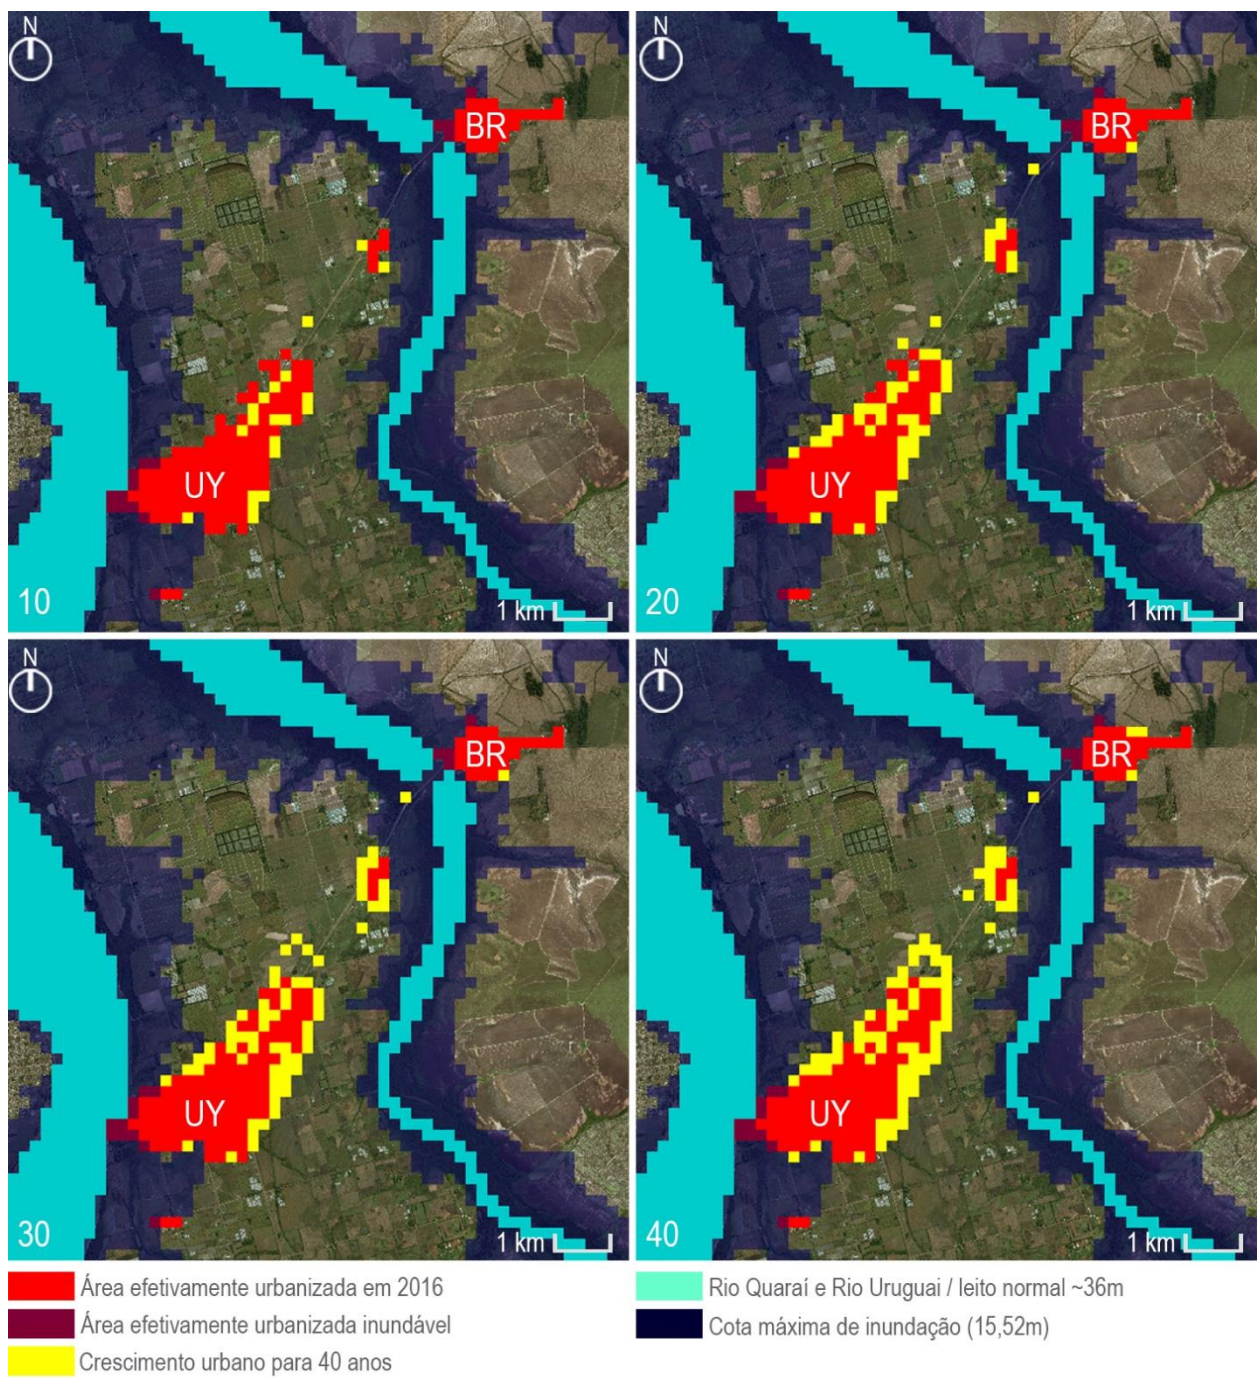 N
BR
UY
10
1 km
N
BR
UY
20
1 km
N
BR
UY
30
1 km
N
BR
UY
40
1 km
Área efetivamente urbanizada em 2016
Área efetivamente urbanizada inundável
Crescimento urbano para 40 anos
Rio Quaraí e Rio Uruguai / leito normal ~36m
Cota máxima de inundação (15,52m)